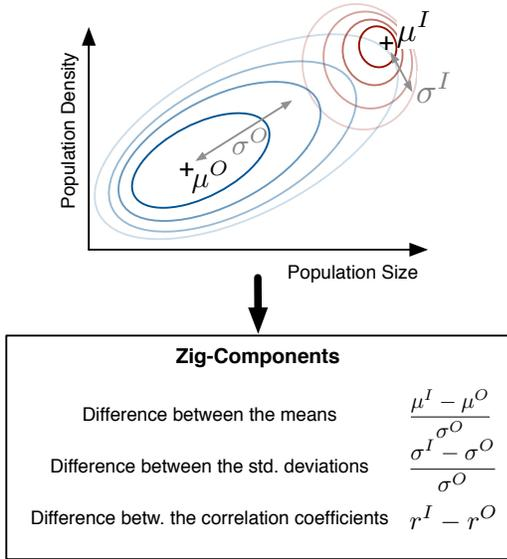 + μ^I
σ^I
Population Density
σ^O
+ μ^O
Population Size
Zig-Components
Difference between the means (μ^I − μ^O) / σ^O
Difference between the std. deviations (σ^I − σ^O) / σ^O
Difference betw. the correlation coefficients r^I − r^O